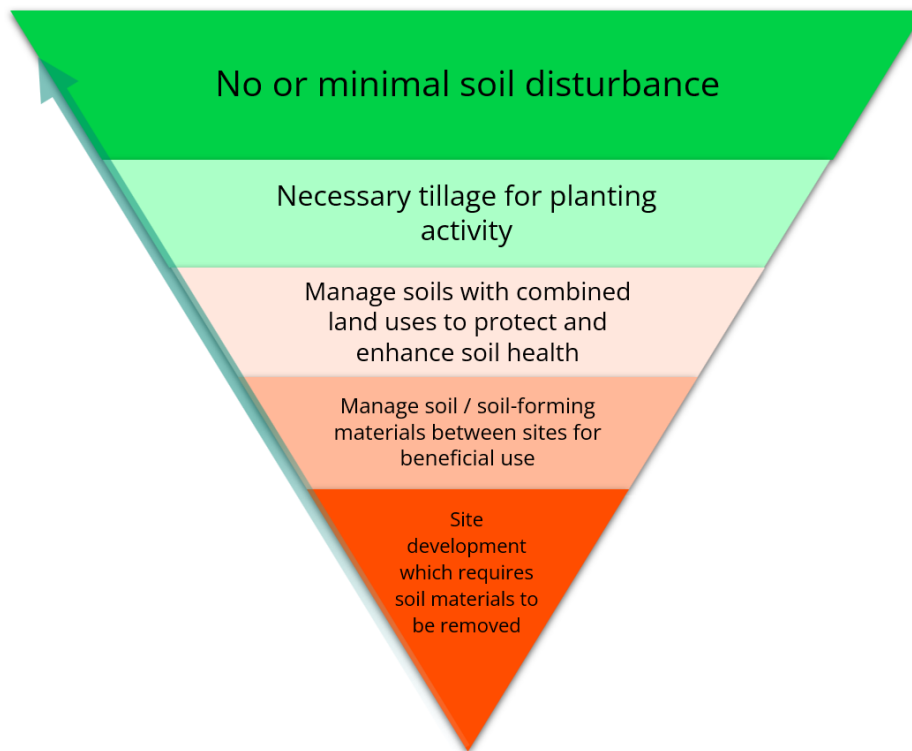 No or minimal soil disturbance
Necessary tillage for planting
activity
Manage soils with combined
land uses to protect and
enhance soil health
Manage soil / soil-forming
materials between sites for
beneficial use
Site
development
which requires
soil materials to
be removed